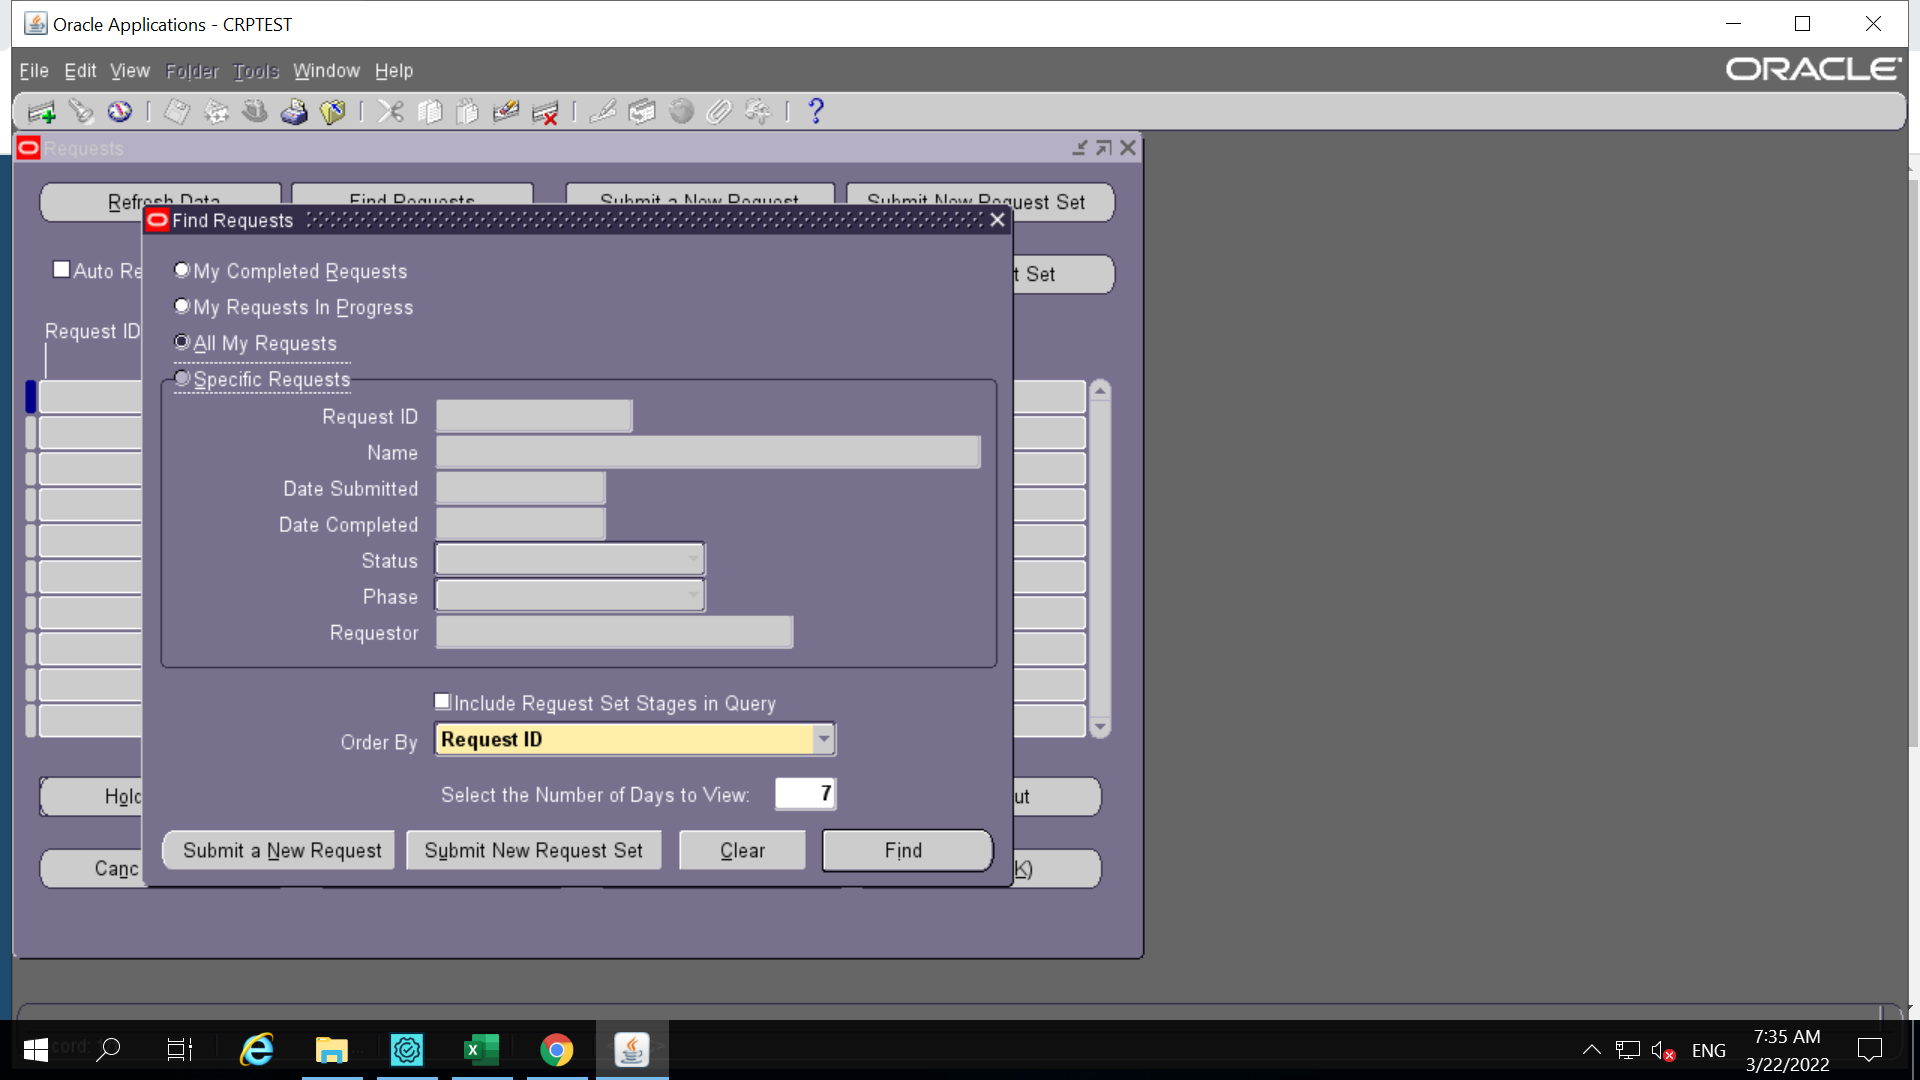 Oracle Applications - CRPTEST
File Edit View Folder Tools Window Help
ORACLE
Requests
Refresh Data Find Requests Submit a New Request Submit New Request Set
Find Requests
Auto Re
t Set
My Completed Requests
My Requests In Progress
Request ID
All My Requests
Specific Requests
Request ID
Name
Date Submitted
Date Completed
Status
Phase
Requestor
Include Request Set Stages in Query
Order By Request ID
Select the Number of Days to View: 7
Hold
ut
Submit a New Request Submit New Request Set Clear Find
Canc
K)
cord:
ENG
7:35 AM
3/22/2022